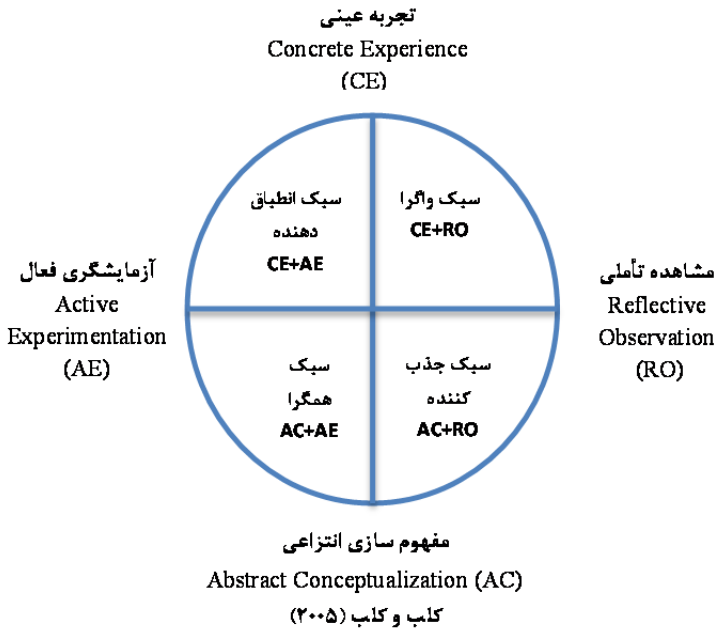 تجربه عینی
Concrete Experience
(CE)
سبک انطباق
دهنده
CE+AE
سبک واگرا
CE+RO
آزمایشگری فعال
Active
Experimentation
(AE)
مشاهده تأملی
Reflective
Observation
(RO)
سبک
همگرا
AC+AE
سبک جذب
کننده
AC+RO
مفهوم سازی انتزاعی
Abstract Conceptualization (AC)
کلب و کلب (۲۰۰۵)